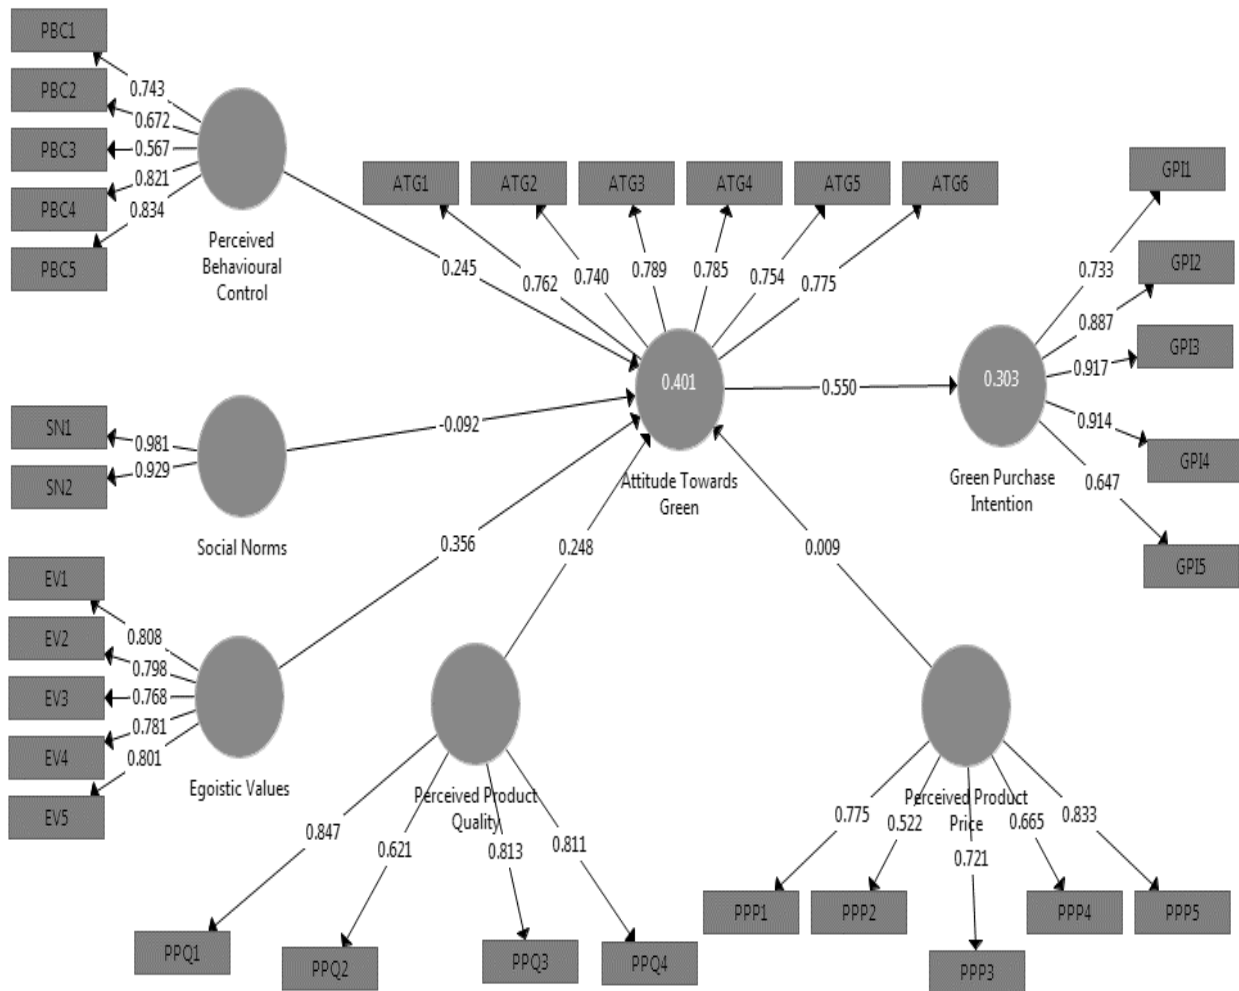 PBC1
PBC2
PBC3
PBC4
PBC5
0.743
0.672
0.567
0.821
0.834
Perceived
Behavioural
Control
0.245
ATG1
ATG2
ATG3
ATG4
ATG5
ATG6
0.762
0.740
0.789
0.785
0.754
0.775
GPI1
GPI2
GPI3
GPI4
GPI5
0.733
0.887
0.917
0.914
0.647
0.401
Attitude Towards
Green
0.550
0.303
Green Purchase
Intention
SN1
SN2
0.981
0.929
Social Norms
-0.092
EV1
EV2
EV3
EV4
EV5
0.808
0.798
0.768
0.781
0.801
Egoistic Values
0.356
0.248
0.009
Perceived Product
Quality
0.847
0.621
0.813
0.811
PPQ1
PPQ2
PPQ3
PPQ4
Perceived Product
Price
0.775
0.522
0.721
0.665
0.833
PPP1
PPP2
PPP3
PPP4
PPP5